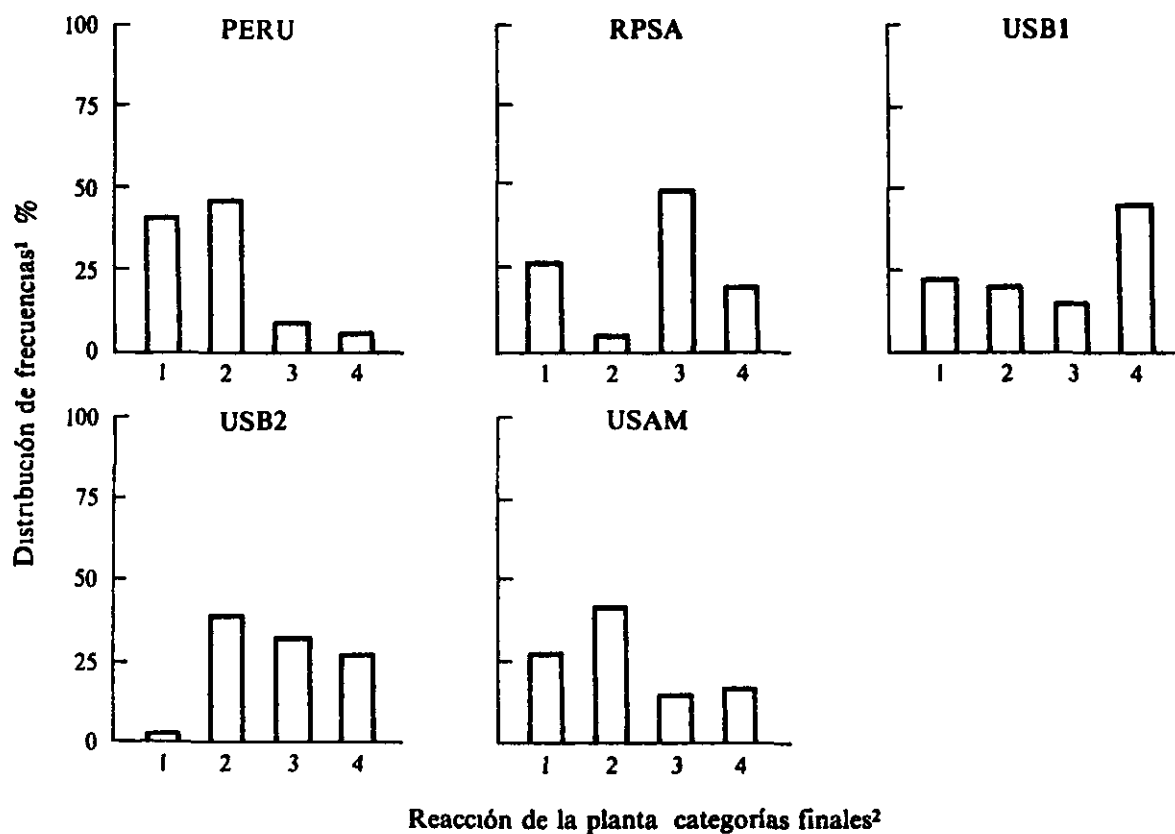 PERU
RPSA
USB1
100
75
50
25
0
1 2 3 4
1 2 3 4
1 2 3 4
USB2
USAM
100
75
50
25
0
1 2 3 4
1 2 3 4
Distribución de frecuencias¹ %
Reacción de la planta categorías finales²